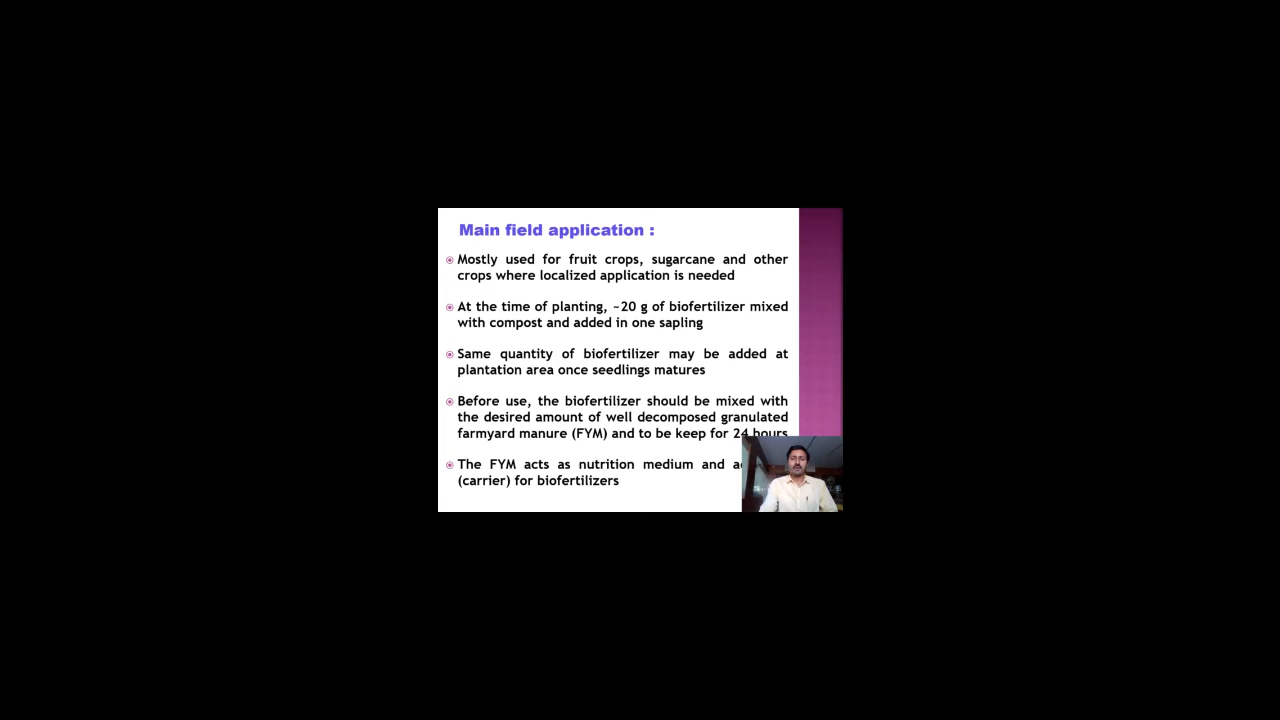 Main field application :
Mostly used for fruit crops, sugarcane and other
crops where localized application is needed
At the time of planting, ~20 g of biofertilizer mixed
with compost and added in one sapling
Same quantity of biofertilizer may be added at
plantation area once seedlings matures
Before use, the biofertilizer should be mixed with
the desired amount of well decomposed granulated
farmyard manure (FYM) and to be keep for 24 hours
The FYM acts as nutrition medium and
(carrier) for biofertilizers